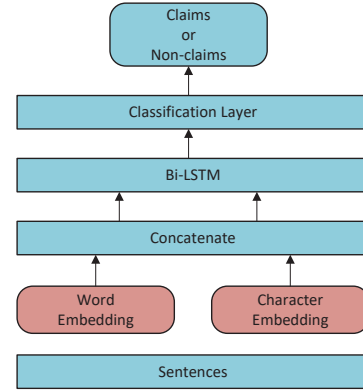 Claims
or
Non-claims
Classification Layer
Bi-LSTM
Concatenate
Word
Embedding
Character
Embedding
Sentences